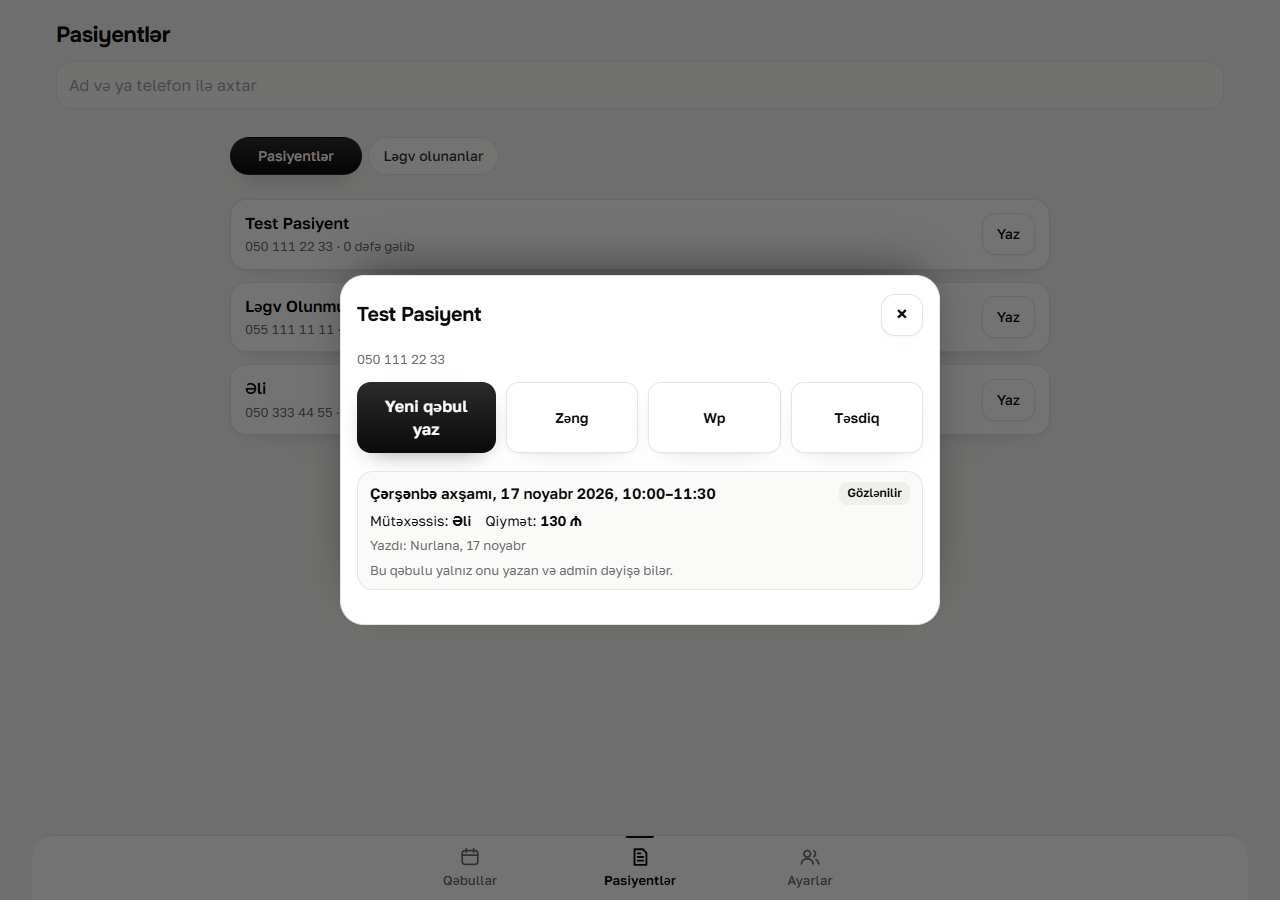 Pasiyentlər
Ad və ya telefon ilə axtar
Pasiyentlər
Ləgv olunanlar
Test Pasiyent
050 111 22 33 · 0 dəfə gəlib
Yaz
Ləgv Olunmu
055 111 11 11 ·
Yaz
Əli
050 333 44 55 ·
Yaz
Test Pasiyent
×
050 111 22 33
Yeni qəbul
yaz
Zəng
Wp
Təsdiq
Çərşənbə axşamı, 17 noyabr 2026, 10:00–11:30
Gözlənilir
Mütəxəssis: Əli Qiymət: 130 ₼
Yazdı: Nurlana, 17 noyabr
Bu qəbulu yalnız onu yazan və admin dəyişə bilər.
Qəbullar
Pasiyentlər
Ayarlar